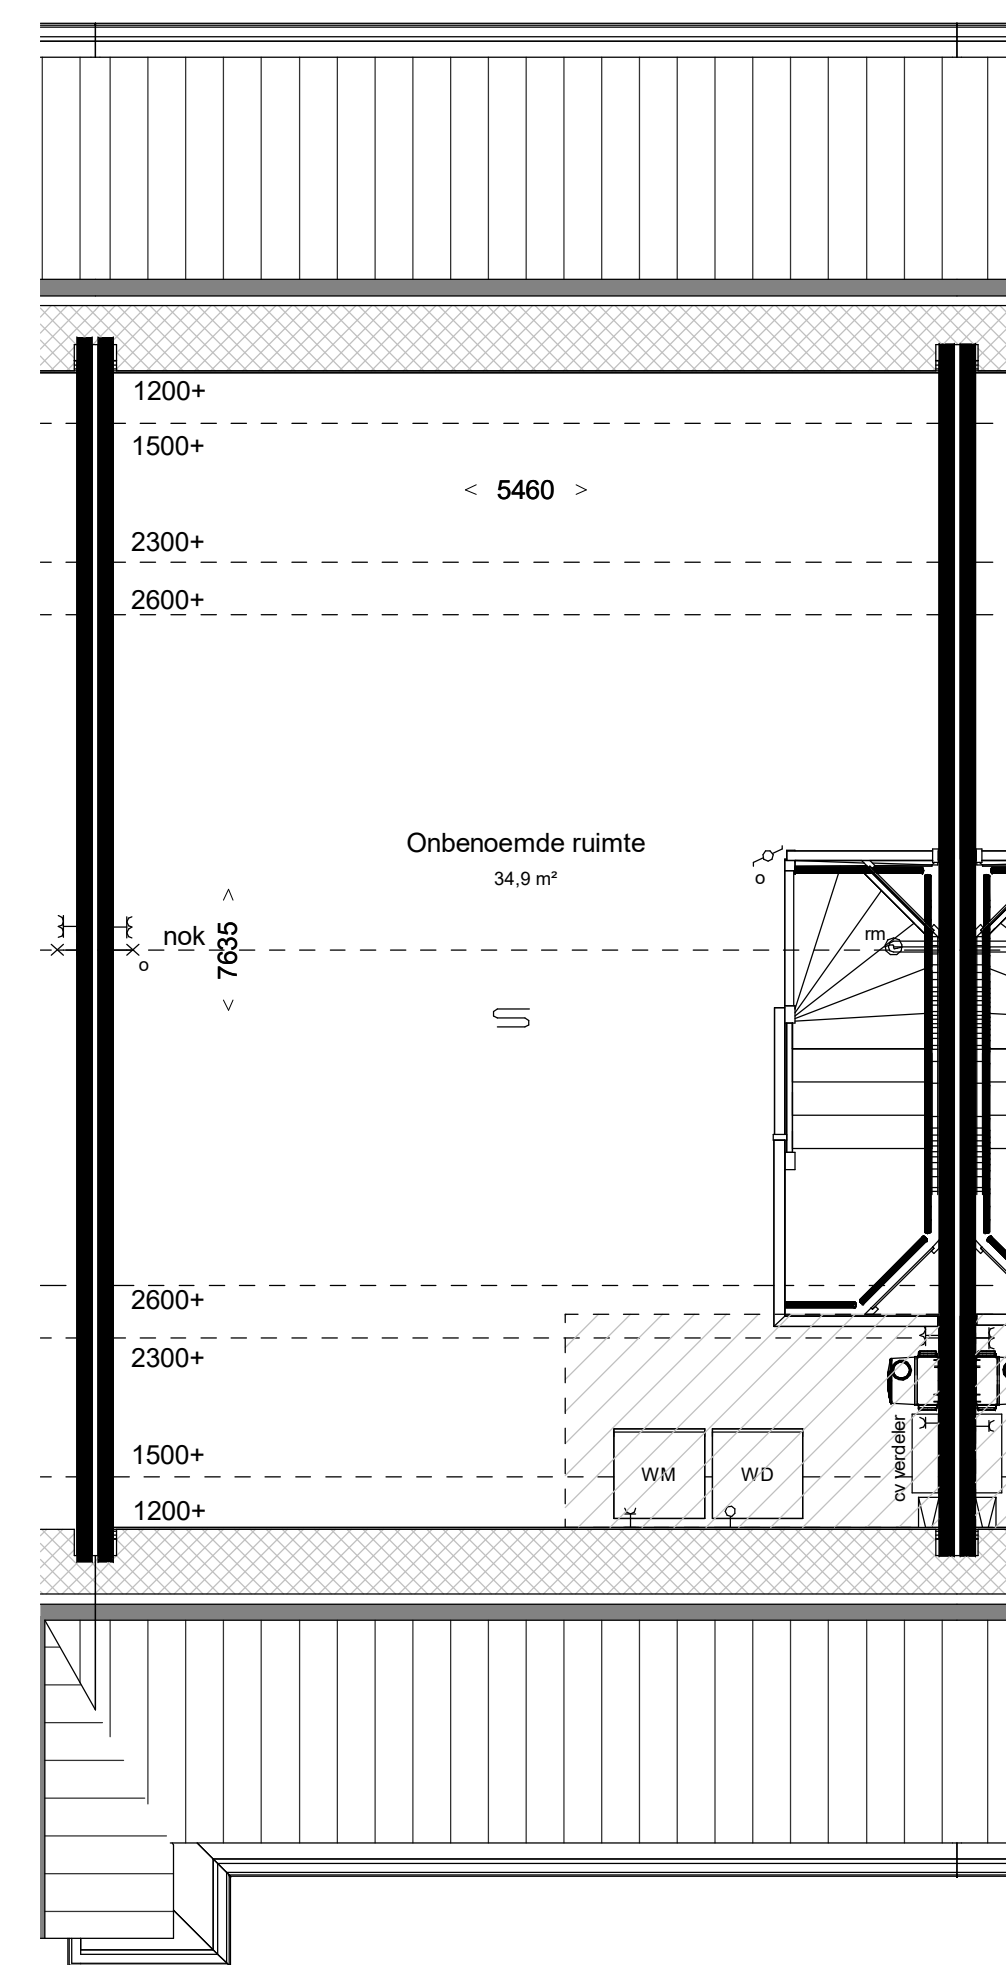 1200+
1500+
< 5460 >
2300+
2600+
Onbenoemde ruimte
34,9 m²
o
rm
nok
7635
o
2600+
2300+
1500+
WM
WD
cv verdeler
1200+